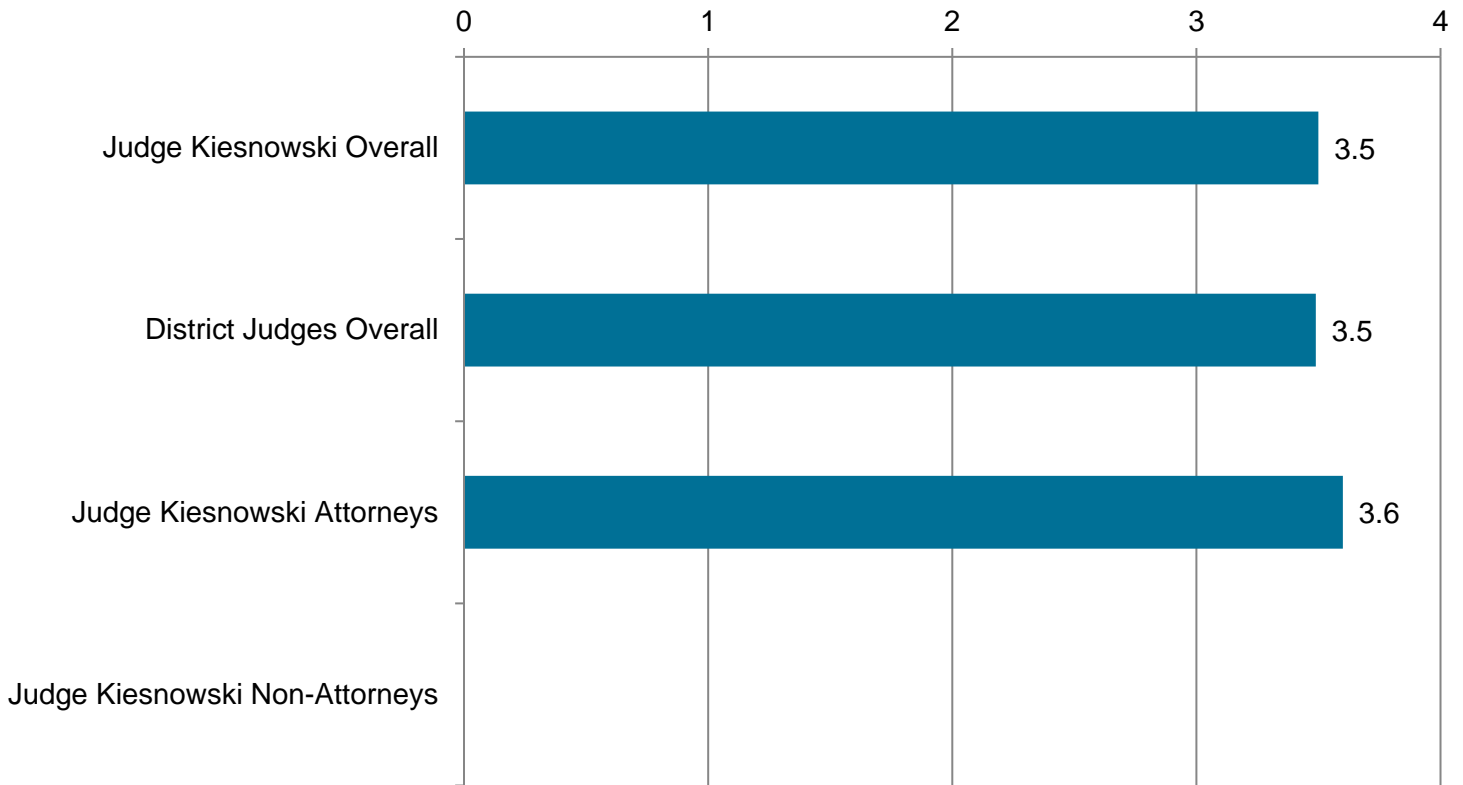 0 1 2 3 4
Judge Kiesnowski Overall 3.5
District Judges Overall 3.5
Judge Kiesnowski Attorneys 3.6
Judge Kiesnowski Non-Attorneys